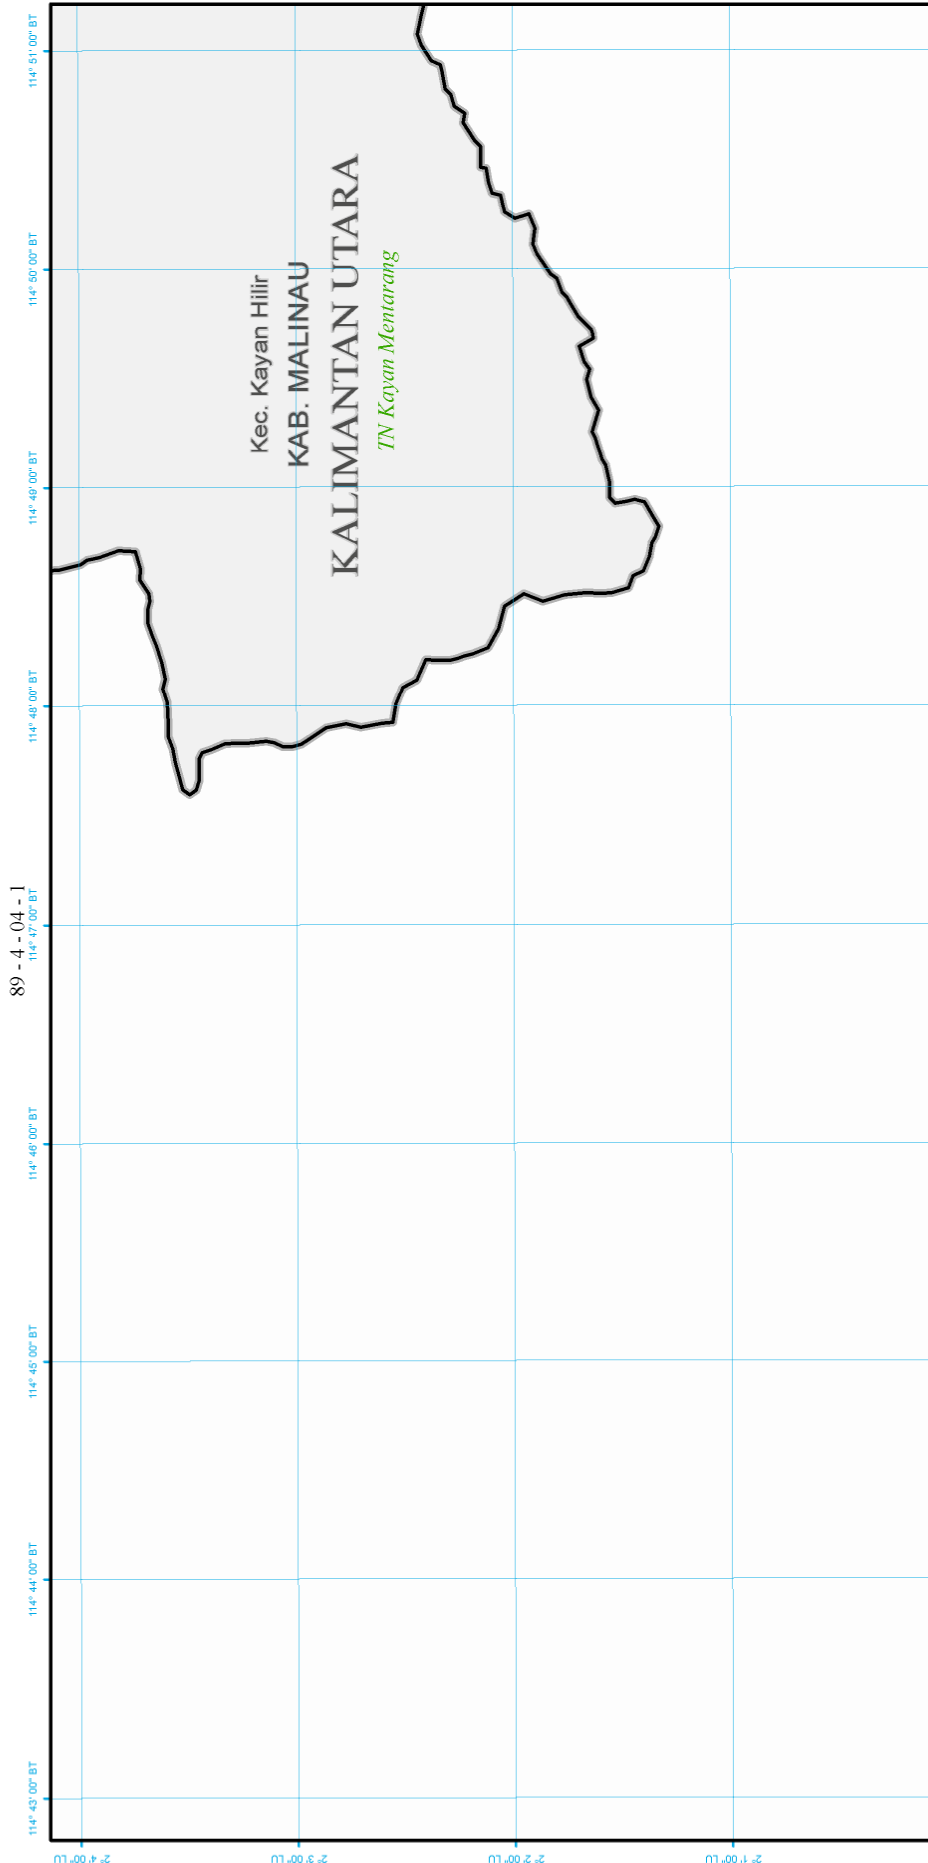 89 - 4 - 04 - 1
114° 43' 00" BT
114° 44' 00" BT
114° 45' 00" BT
114° 46' 00" BT
114° 47' 00" BT
114° 48' 00" BT
114° 49' 00" BT
114° 50' 00" BT
114° 51' 00" BT
2° 4' 00" LU
2° 3' 00" LU
2° 2' 00" LU
2° 1' 00" LU
Kec. Kayan Hilir
KAB. MALINAU
KALIMANTAN UTARA
TN Kayan Mentarang